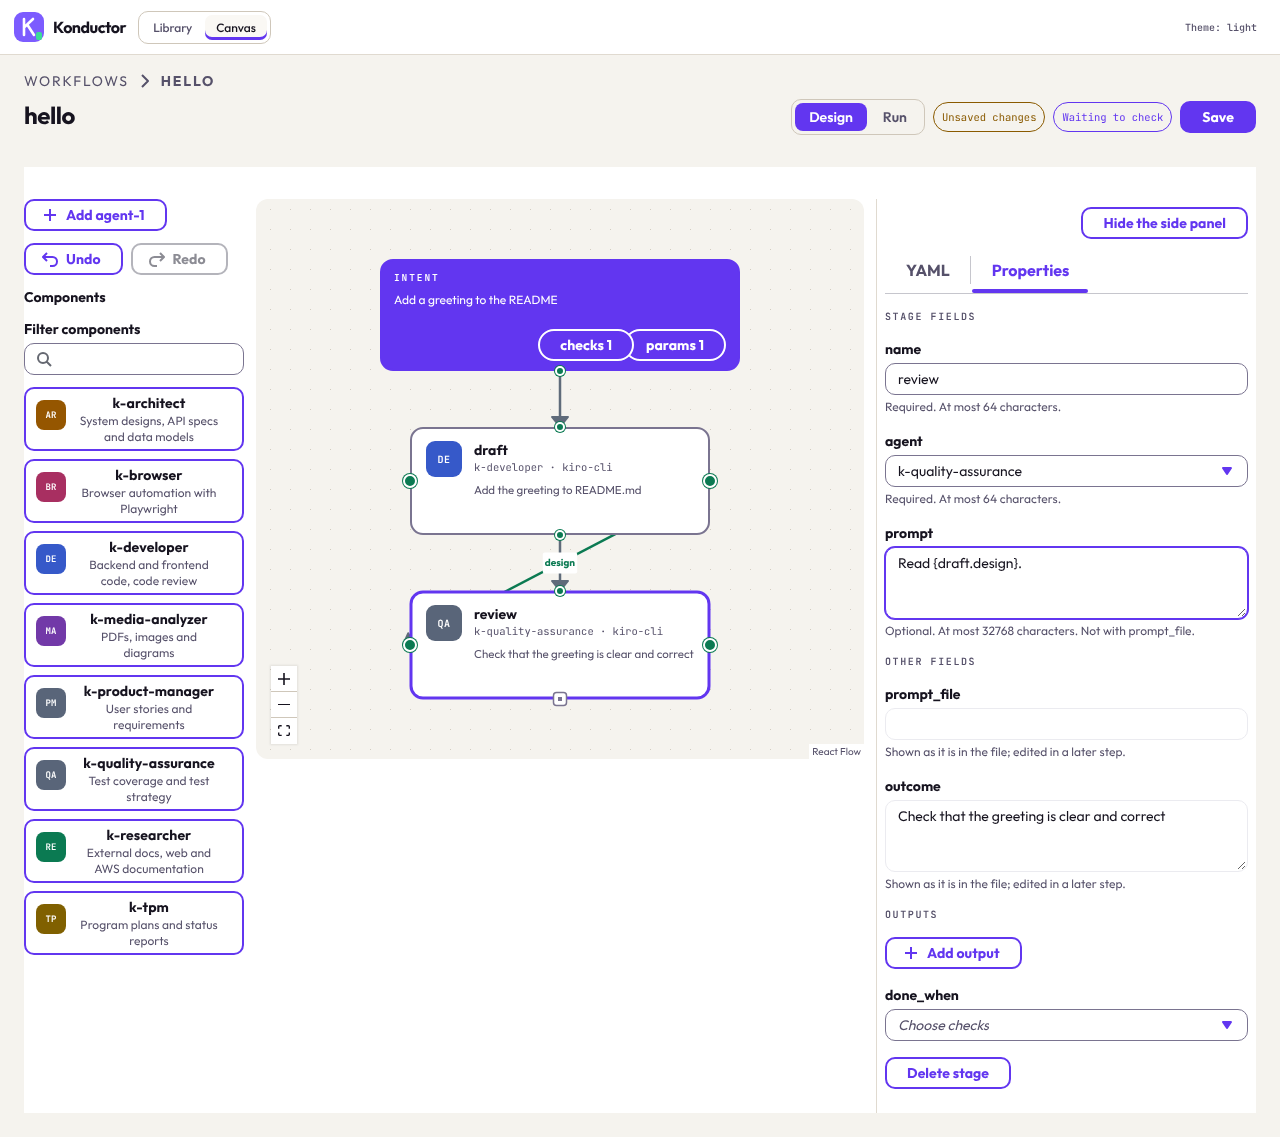 Konductor
Library
Canvas
Theme: light
WORKFLOWS > HELLO
hello
Design
Run
Unsaved changes
Waiting to check
Save
Add agent-1
Undo
Redo
Components
Filter components
AR
k-architect
System designs, API specs
and data models
BR
k-browser
Browser automation with
Playwright
DE
k-developer
Backend and frontend
code, code review
MA
k-media-analyzer
PDFs, images and
diagrams
PM
k-product-manager
User stories and
requirements
QA
k-quality-assurance
Test coverage and test
strategy
RE
k-researcher
External docs, web and
AWS documentation
TP
k-tpm
Program plans and status
reports
INTENT
Add a greeting to the README
checks 1
params 1
DE
draft
k-developer · kiro-cli
Add the greeting to README.md
design
QA
review
k-quality-assurance · kiro-cli
Check that the greeting is clear and correct
React Flow
Hide the side panel
YAML
Properties
STAGE FIELDS
name
review
Required. At most 64 characters.
agent
k-quality-assurance
Required. At most 64 characters.
prompt
Read {draft.design}.
Optional. At most 32768 characters. Not with prompt_file.
OTHER FIELDS
prompt_file
Shown as it is in the file; edited in a later step.
outcome
Check that the greeting is clear and correct
Shown as it is in the file; edited in a later step.
OUTPUTS
Add output
done_when
Choose checks
Delete stage